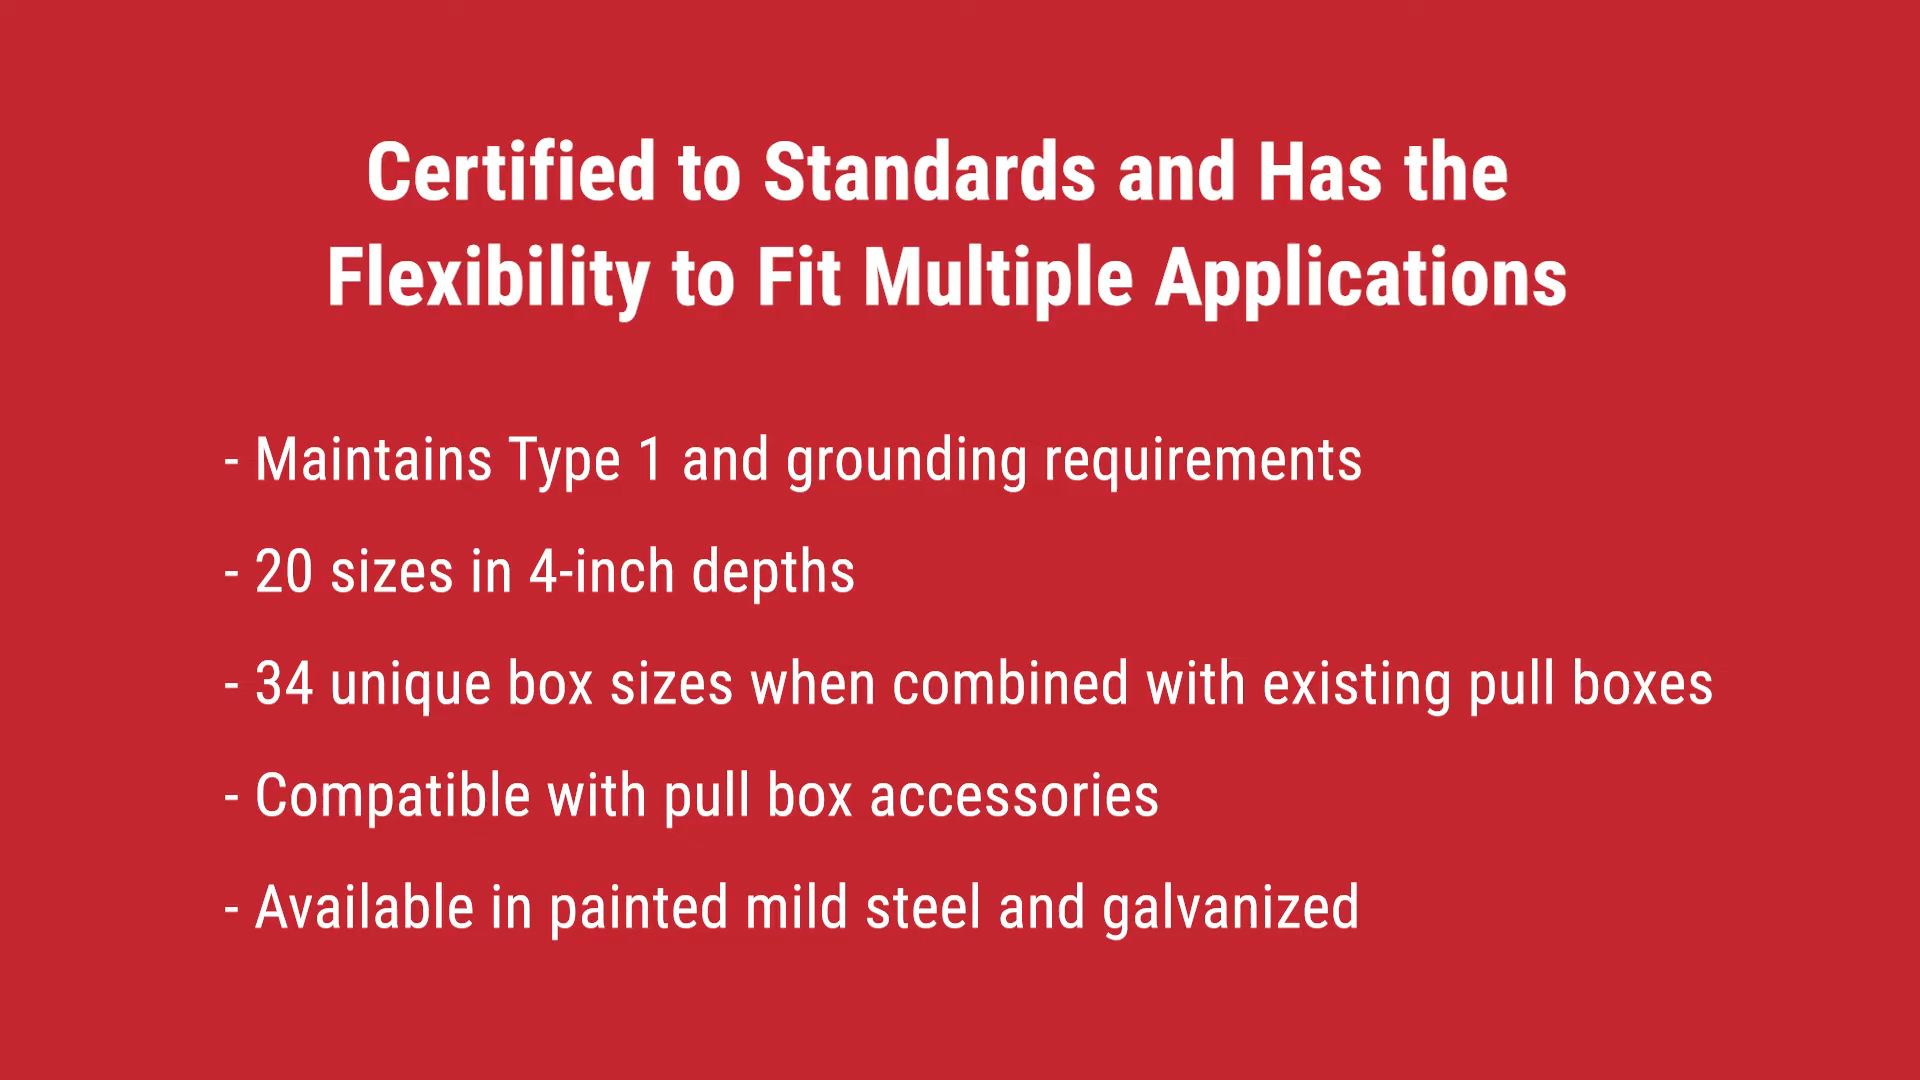 Certified to Standards and Has the
Flexibility to Fit Multiple Applications
- Maintains Type 1 and grounding requirements
- 20 sizes in 4-inch depths
- 34 unique box sizes when combined with existing pull boxes
- Compatible with pull box accessories
- Available in painted mild steel and galvanized